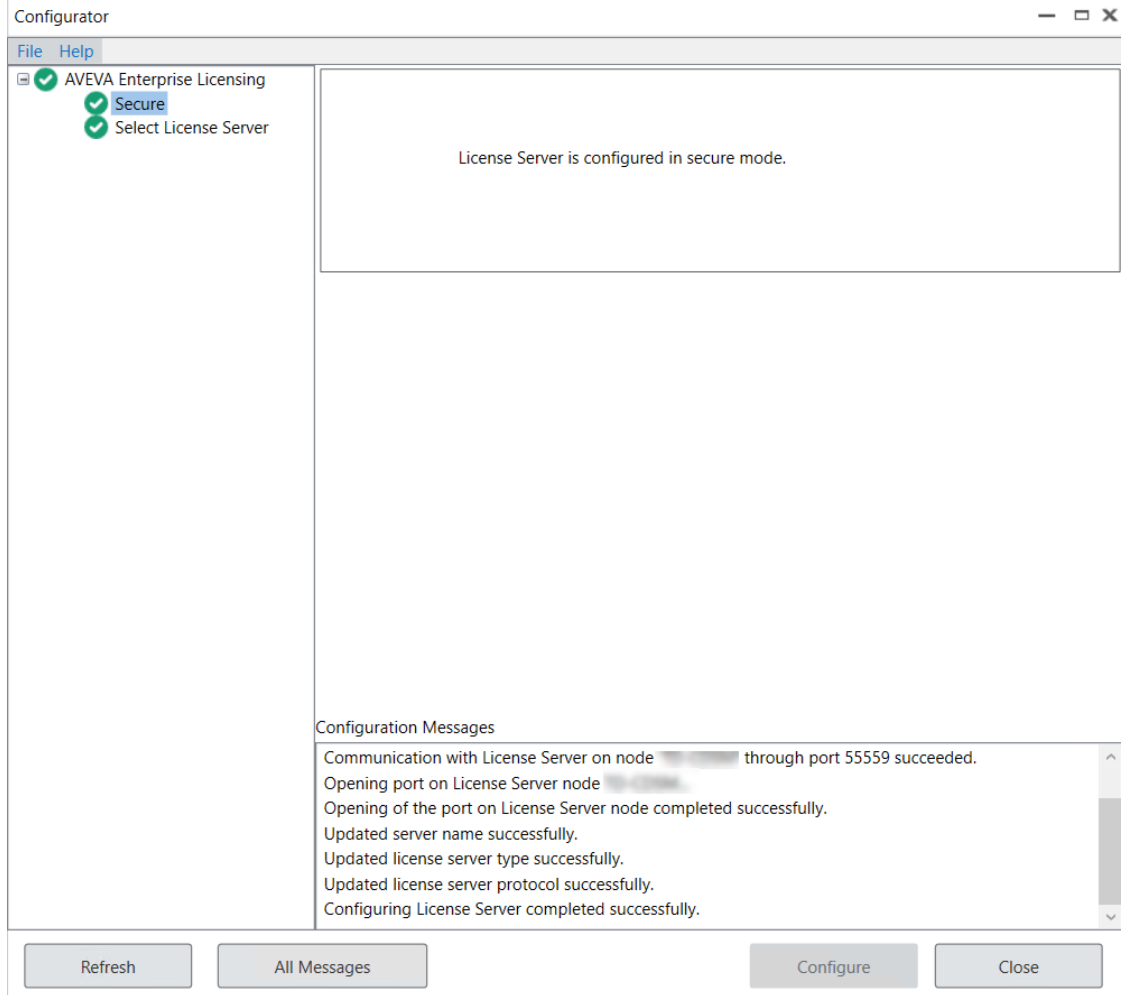 Configurator
File Help
AVEVA Enterprise Licensing
Secure
Select License Server
License Server is configured in secure mode.
Configuration Messages
Communication with License Server on node through port 55559 succeeded.
Opening port on License Server node
Opening of the port on License Server node completed successfully.
Updated server name successfully.
Updated license server type successfully.
Updated license server protocol successfully.
Configuring License Server completed successfully.
Refresh All Messages Configure Close